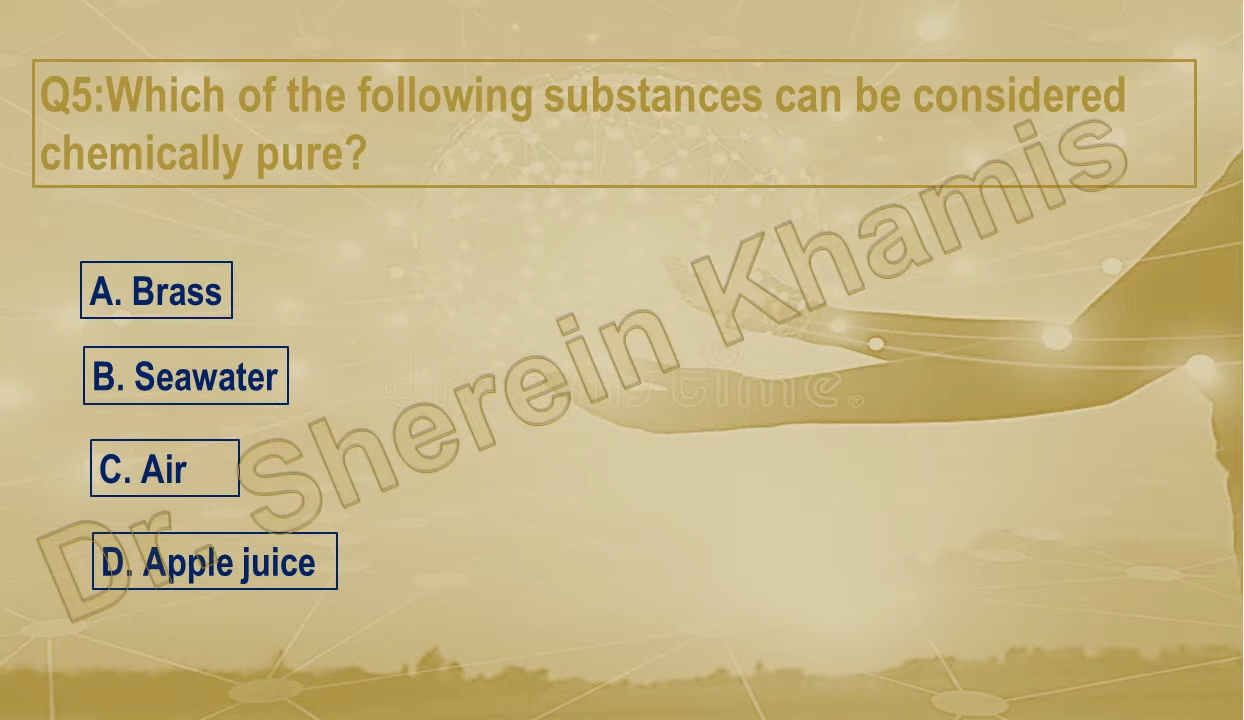 Q5:Which of the following substances can be considered
chemically pure?
A. Brass
B. Seawater
C. Air
D. Apple juice
Dr. Sherein Khamis